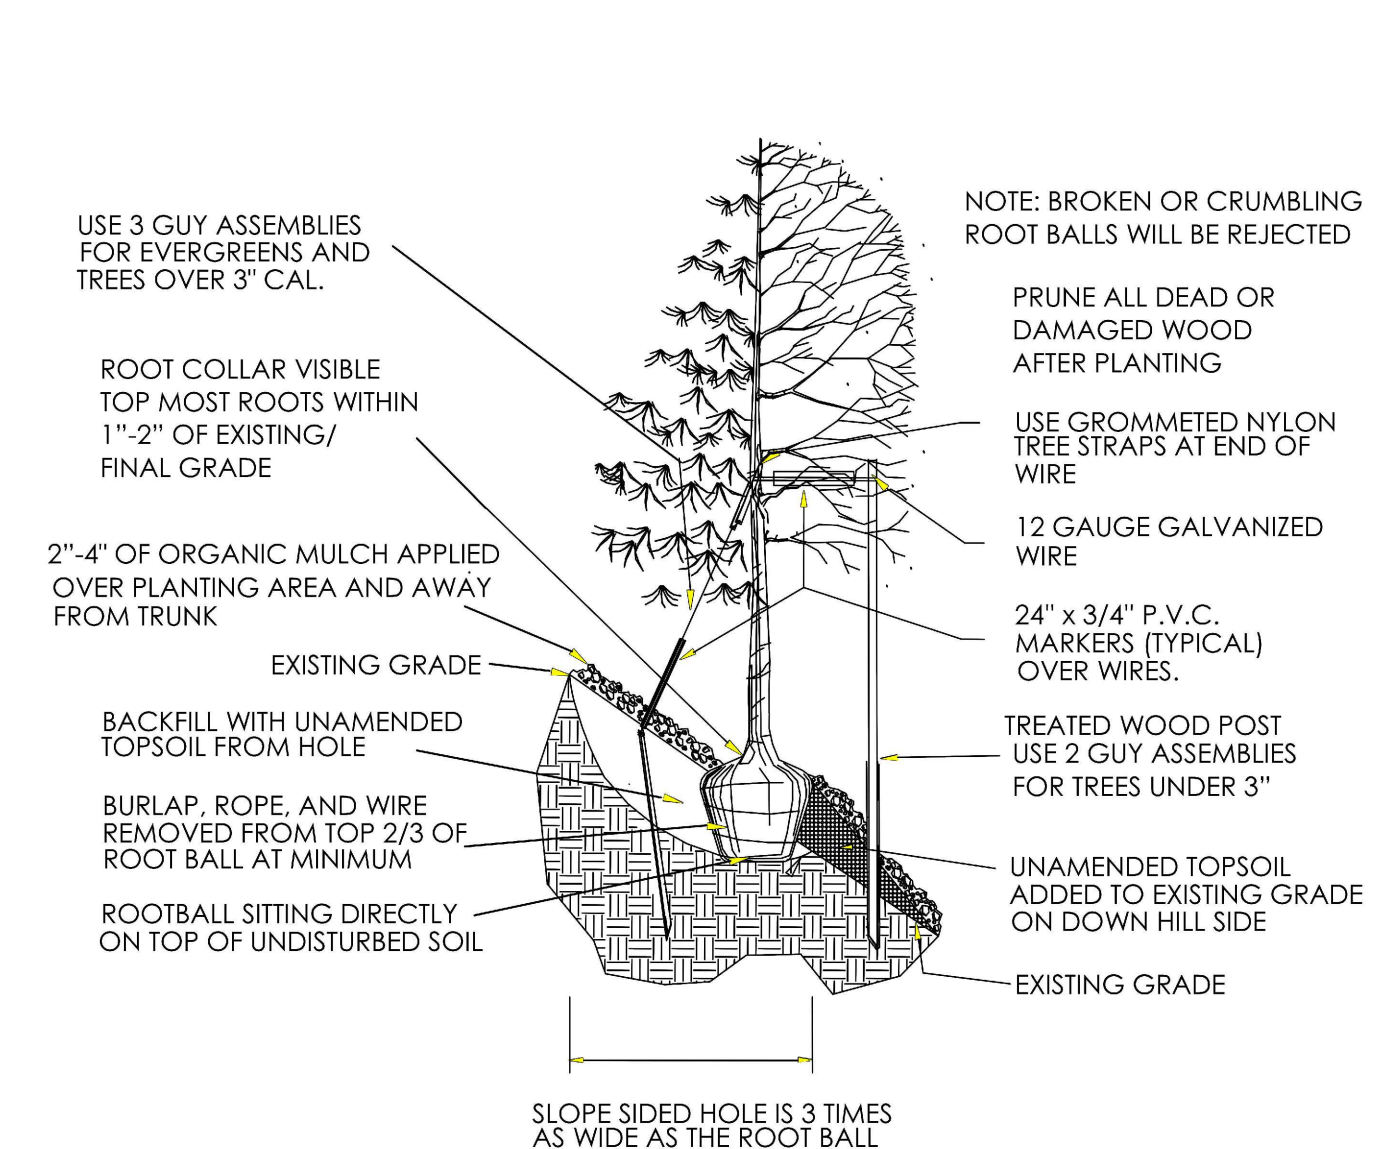 USE 3 GUY ASSEMBLIES
FOR EVERGREENS AND
TREES OVER 3" CAL.
ROOT COLLAR VISIBLE
TOP MOST ROOTS WITHIN
1”-2” OF EXISTING/
FINAL GRADE
2”-4" OF ORGANIC MULCH APPLIED
OVER PLANTING AREA AND AWAY
FROM TRUNK
EXISTING GRADE
BACKFILL WITH UNAMENDED
TOPSOIL FROM HOLE
BURLAP, ROPE, AND WIRE
REMOVED FROM TOP 2/3 OF
ROOT BALL AT MINIMUM
ROOTBALL SITTING DIRECTLY
ON TOP OF UNDISTURBED SOIL
NOTE: BROKEN OR CRUMBLING
ROOT BALLS WILL BE REJECTED
PRUNE ALL DEAD OR
DAMAGED WOOD
AFTER PLANTING
USE GROMMETED NYLON
TREE STRAPS AT END OF
WIRE
12 GAUGE GALVANIZED
WIRE
24" x 3/4" P.V.C.
MARKERS (TYPICAL)
OVER WIRES.
TREATED WOOD POST
USE 2 GUY ASSEMBLIES
FOR TREES UNDER 3”
UNAMENDED TOPSOIL
ADDED TO EXISTING GRADE
ON DOWN HILL SIDE
EXISTING GRADE
SLOPE SIDED HOLE IS 3 TIMES
AS WIDE AS THE ROOT BALL